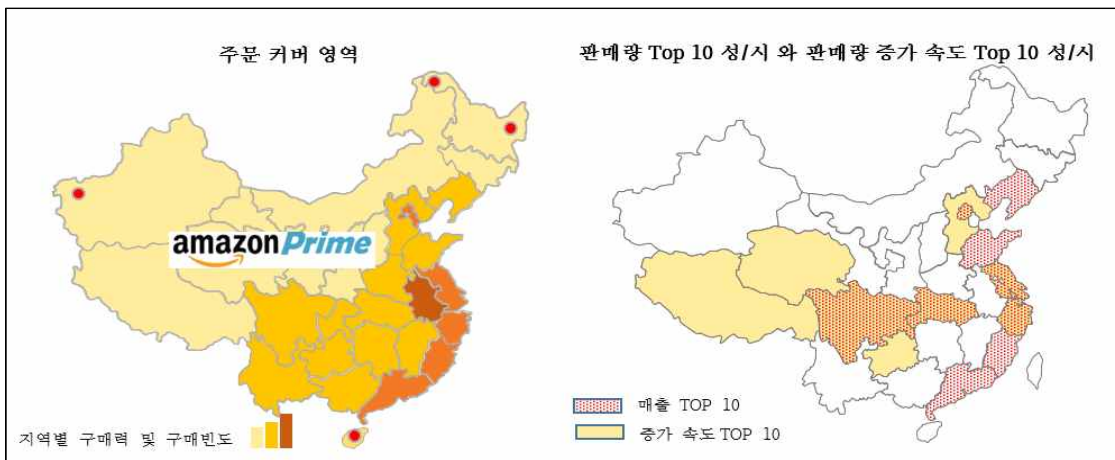 주문 커버 영역
판매량 Top 10 성/시 와 판매량 증가 속도 Top 10 성/시
amazonPrime
지역별 구매력 및 구매빈도
매출 TOP 10
증가 속도 TOP 10